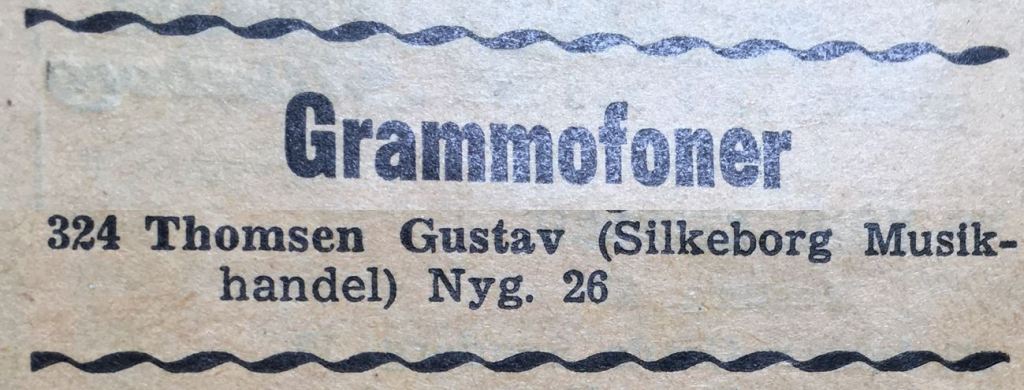 Grammofoner
324 Thomsen Gustav (Silkeborg Musik-
handel) Nyg. 26